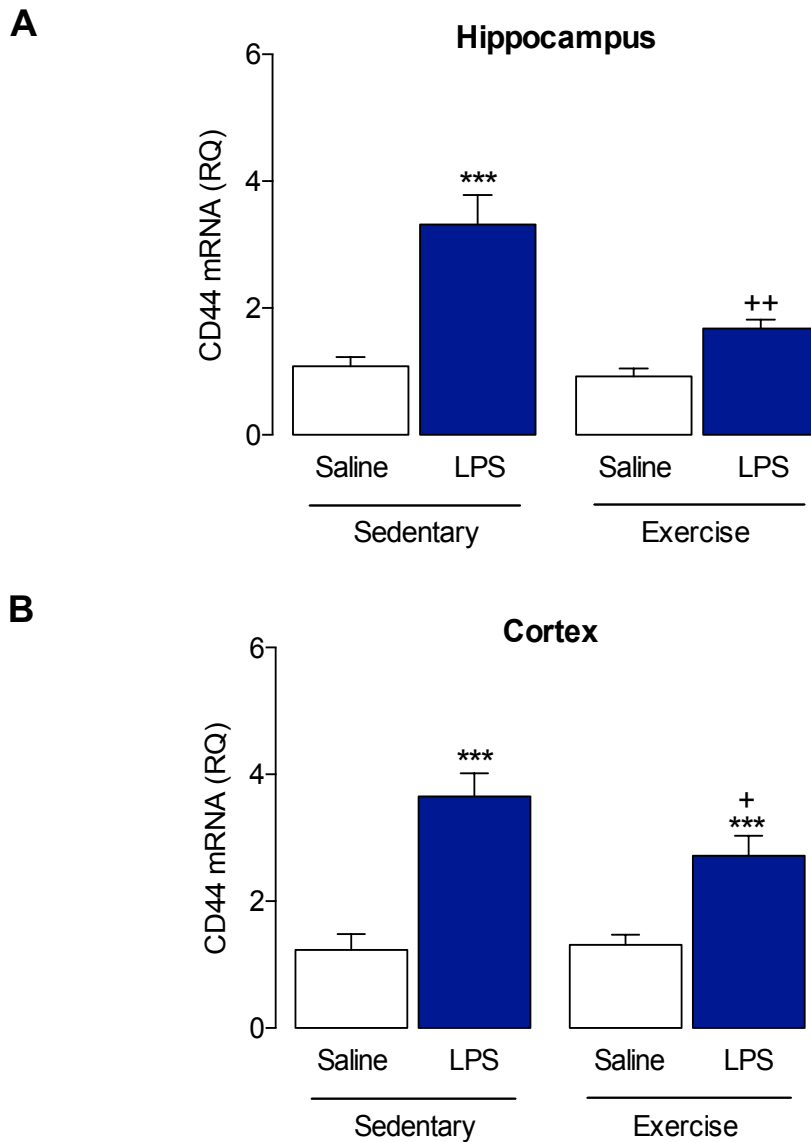 A
Hippocampus
CD44 mRNA (RQ)
6
4
2
0
***
++
Saline LPS Saline LPS
Sedentary Exercise
B
Cortex
CD44 mRNA (RQ)
6
4
2
0
***
+
***
Saline LPS Saline LPS
Sedentary Exercise